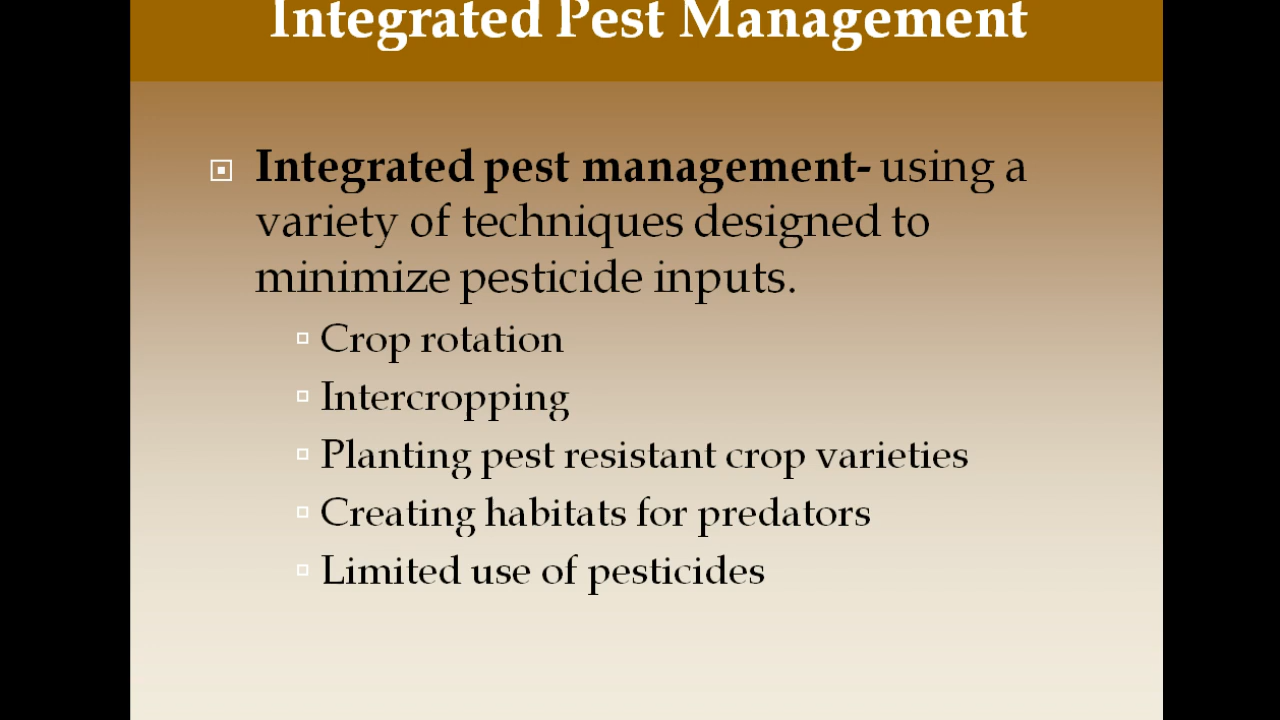 Integrated Pest Management
Integrated pest management- using a
variety of techniques designed to
minimize pesticide inputs.
Crop rotation
Intercropping
Planting pest resistant crop varieties
Creating habitats for predators
Limited use of pesticides